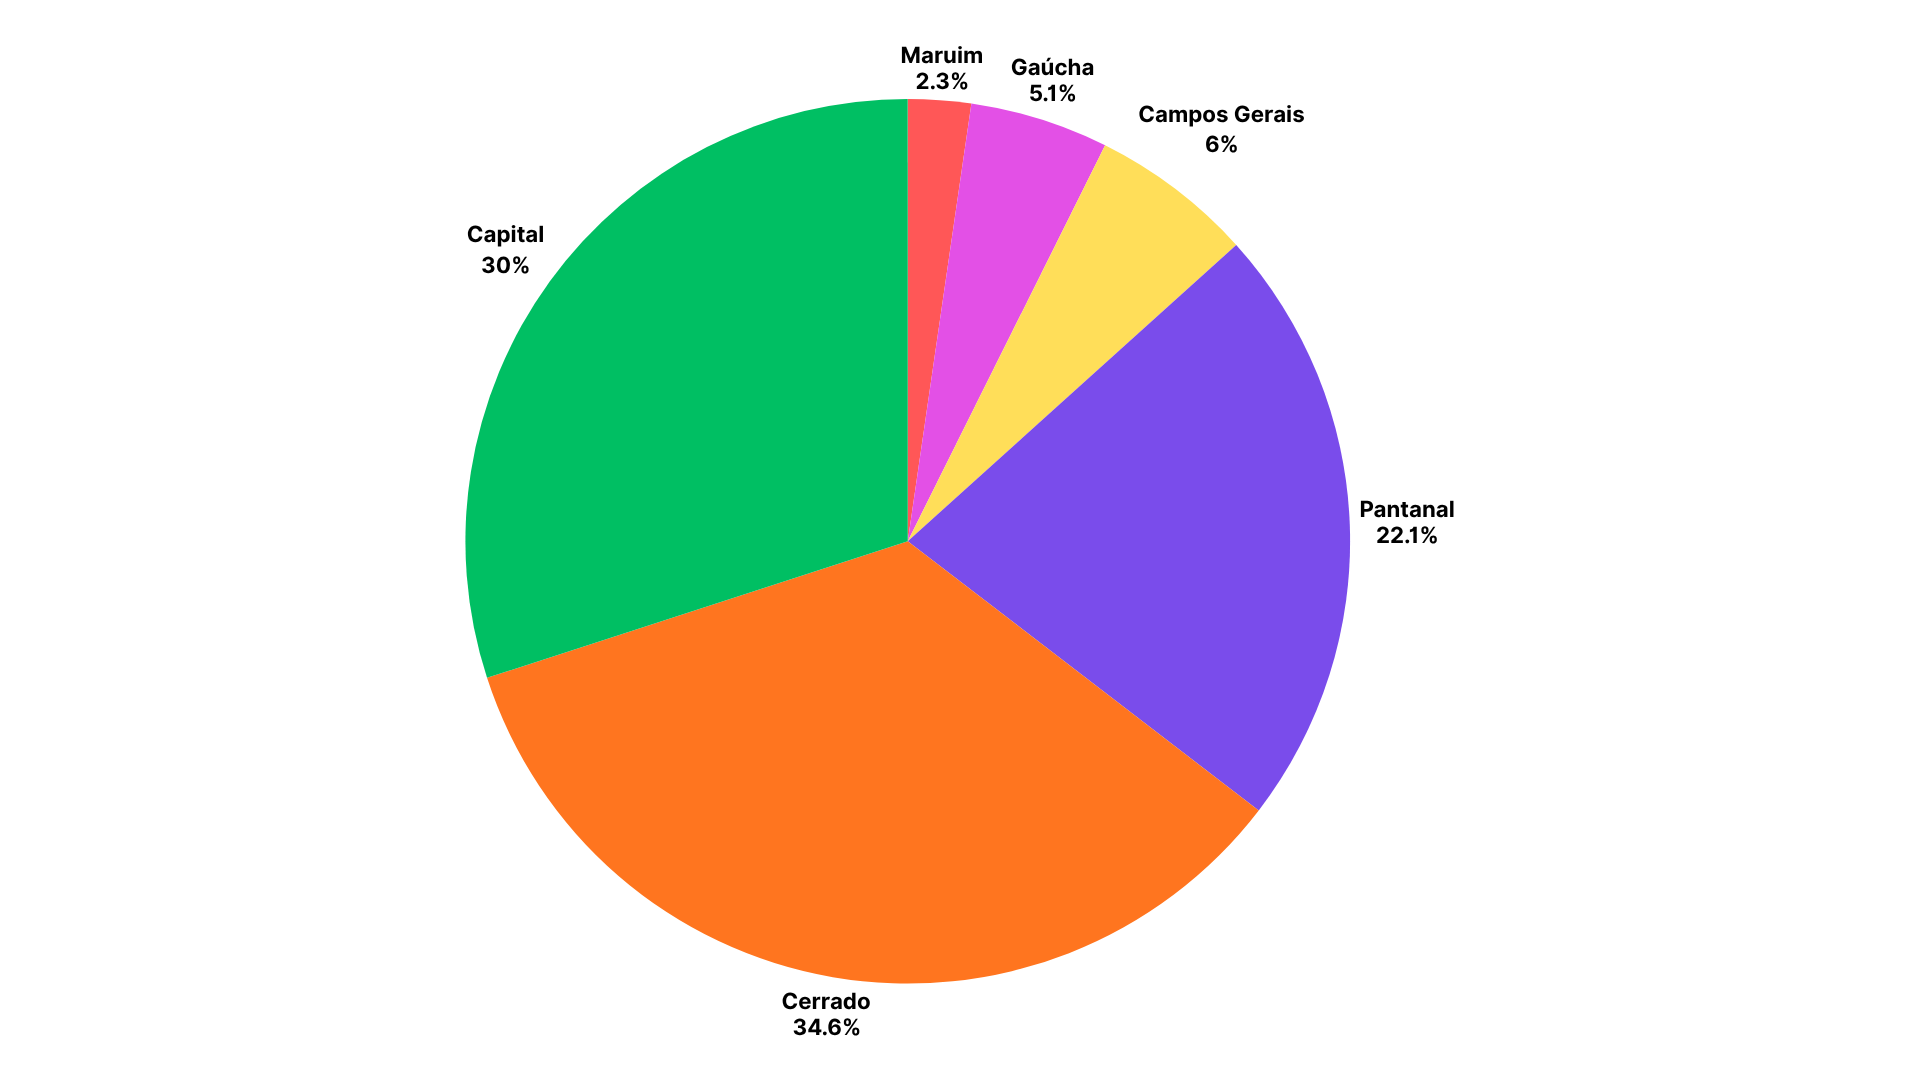 Maruim
2.3%
Gaúcha
5.1%
Campos Gerais
6%
Capital
30%
Pantanal
22.1%
Cerrado
34.6%